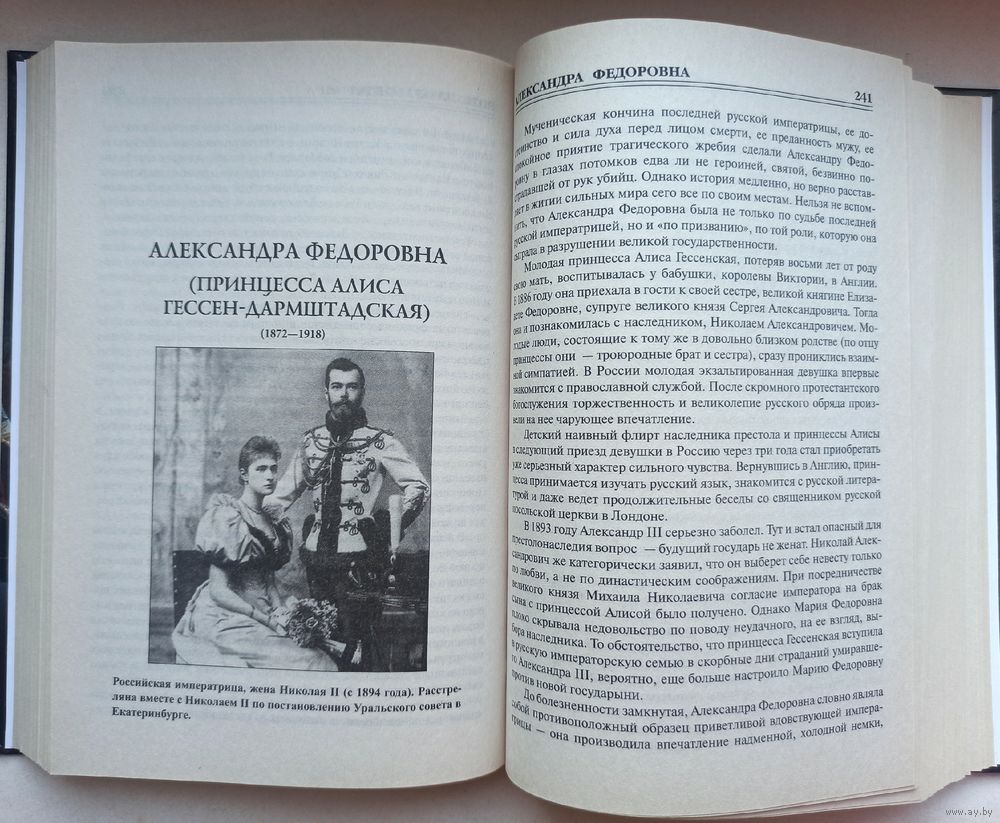 АЛЕКСАНДРА ФЕДОРОВНА
(ПРИНЦЕССА АЛИСА
ГЕССЕН-ДАРМШТАДСКАЯ)
(1872—1918)
Российская императрица, жена Николая II (с 1894 года). Расстре-
ляна вместе с Николаем II по постановлению Уральского совета в
Екатеринбурге.
ЛЕКСАНДРА ФЕДОРОВНА
241
Мученическая кончина последней русской императрицы, ее до-
тоинство и сила духа перед лицом смерти, ее преданность мужу, ее
окойное приятие трагического жребия сделали Александру Федо-
ровну в глазах потомков едва ли не героиней, святой, безвинно по-
традавшей от рук убийц. Однако история медленно, но верно расстав-
ляет в житии сильных мира сего все по своим местам. Нельзя не вспом-
нить, что Александра Федоровна была не только по судьбе последней
русской императрицей, но и «по призванию», по той роли, которую она
сыграла в разрушении великой государственности.
Молодая принцесса Алиса Гессенская, потеряв восьми лет от роду
свою мать, воспитывалась у бабушки, королевы Виктории, в Англии.
В 1886 году она приехала в гости к своей сестре, великой княгине Елиза-
вете Федоровне, супруге великого князя Сергея Александровича. Тогда
она и познакомилась с наследником, Николаем Александровичем. Мо-
лодые люди, состоящие к тому же в довольно близком родстве (по отцу
принцессы они — троюродные брат и сестра), сразу прониклись взаим-
ной симпатией. В России молодая экзальтированная девушка впервые
знакомится с православной службой. После скромного протестантского
богослужения торжественность и великолепие русского обряда произ-
вели на нее чарующее впечатление.
Детский наивный флирт наследника престола и принцессы Алисы
в следующий приезд девушки в Россию через три года стал приобретать
уже серьезный характер сильного чувства. Вернувшись в Англию, прин-
цесса принимается изучать русский язык, знакомится с русской литера-
турой и даже ведет продолжительные беседы со священником русской
посольской церкви в Лондоне.
В 1893 году Александр III серьезно заболел. Тут и встал опасный для
престолонаследия вопрос — будущий государь не женат. Николай Алек-
сандрович же категорически заявил, что он выберет себе невесту только
по любви, а не по династическим соображениям. При посредничестве
великого князя Михаила Николаевича согласие императора на брак
сына с принцессой Алисой было получено. Однако Мария Федоровна
плохо скрывала недовольство по поводу неудачного, на ее взгляд, вы-
бора наследника. То обстоятельство, что принцесса Гессенская вступила
в русскую императорскую семью в скорбные дни страданий умиравше-
го Александра III, вероятно, еще больше настроило Марию Федоровну
против новой государыни.
До болезненности замкнутая, Александра Федоровна словно являла
собой противоположный образец приветливой вдовствующей импера-
трицы — она производила впечатление надменной, холодной немки,
www.ay.by